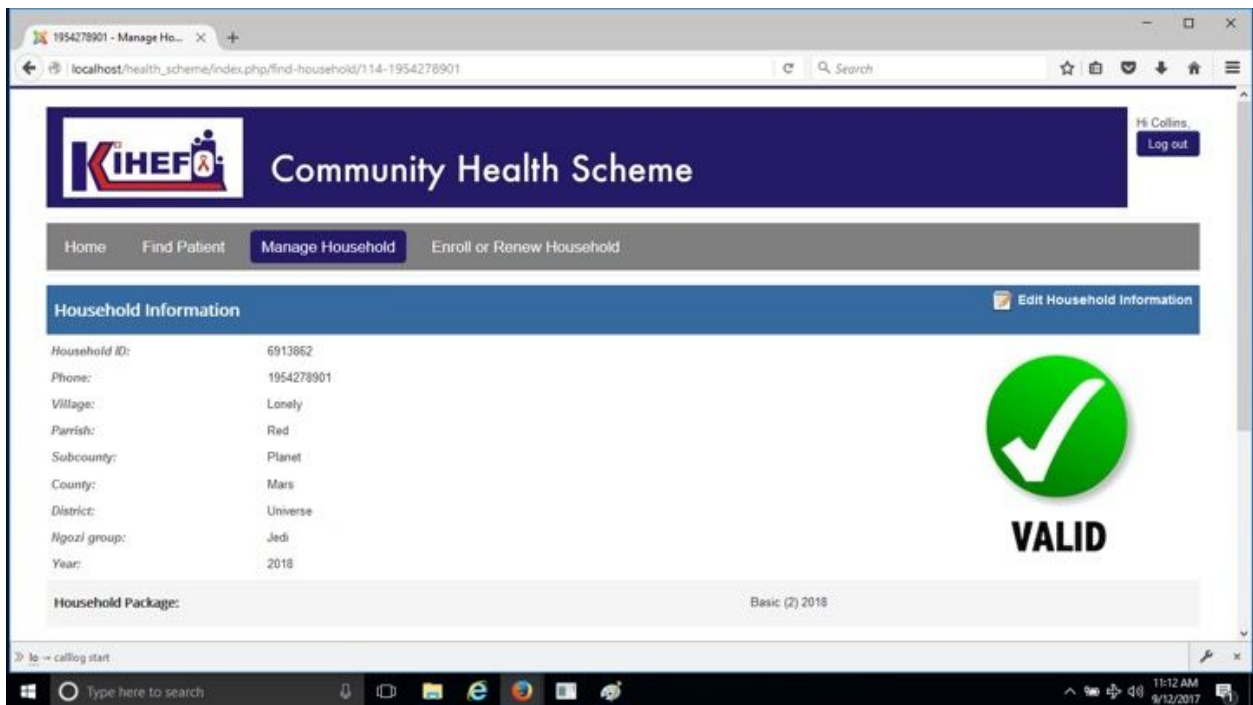 1954278901 - Manage Ho...
localhost/health_scheme/index.php/find-household/114-1954278901
Search
KIHEFO
Community Health Scheme
Hi Collins,
Log out
Home Find Patient Manage Household Enroll or Renew Household
Household Information
Edit Household Information
Household ID: 6913862
Phone: 1954278901
Village: Lonely
Parrish: Red
Subcounty: Planet
County: Mars
District: Universe
Ngozi group: Jedi
Year: 2018
VALID
Household Package: Basic (2) 2018
lo → calllog start
Type here to search
11:12 AM
9/12/2017